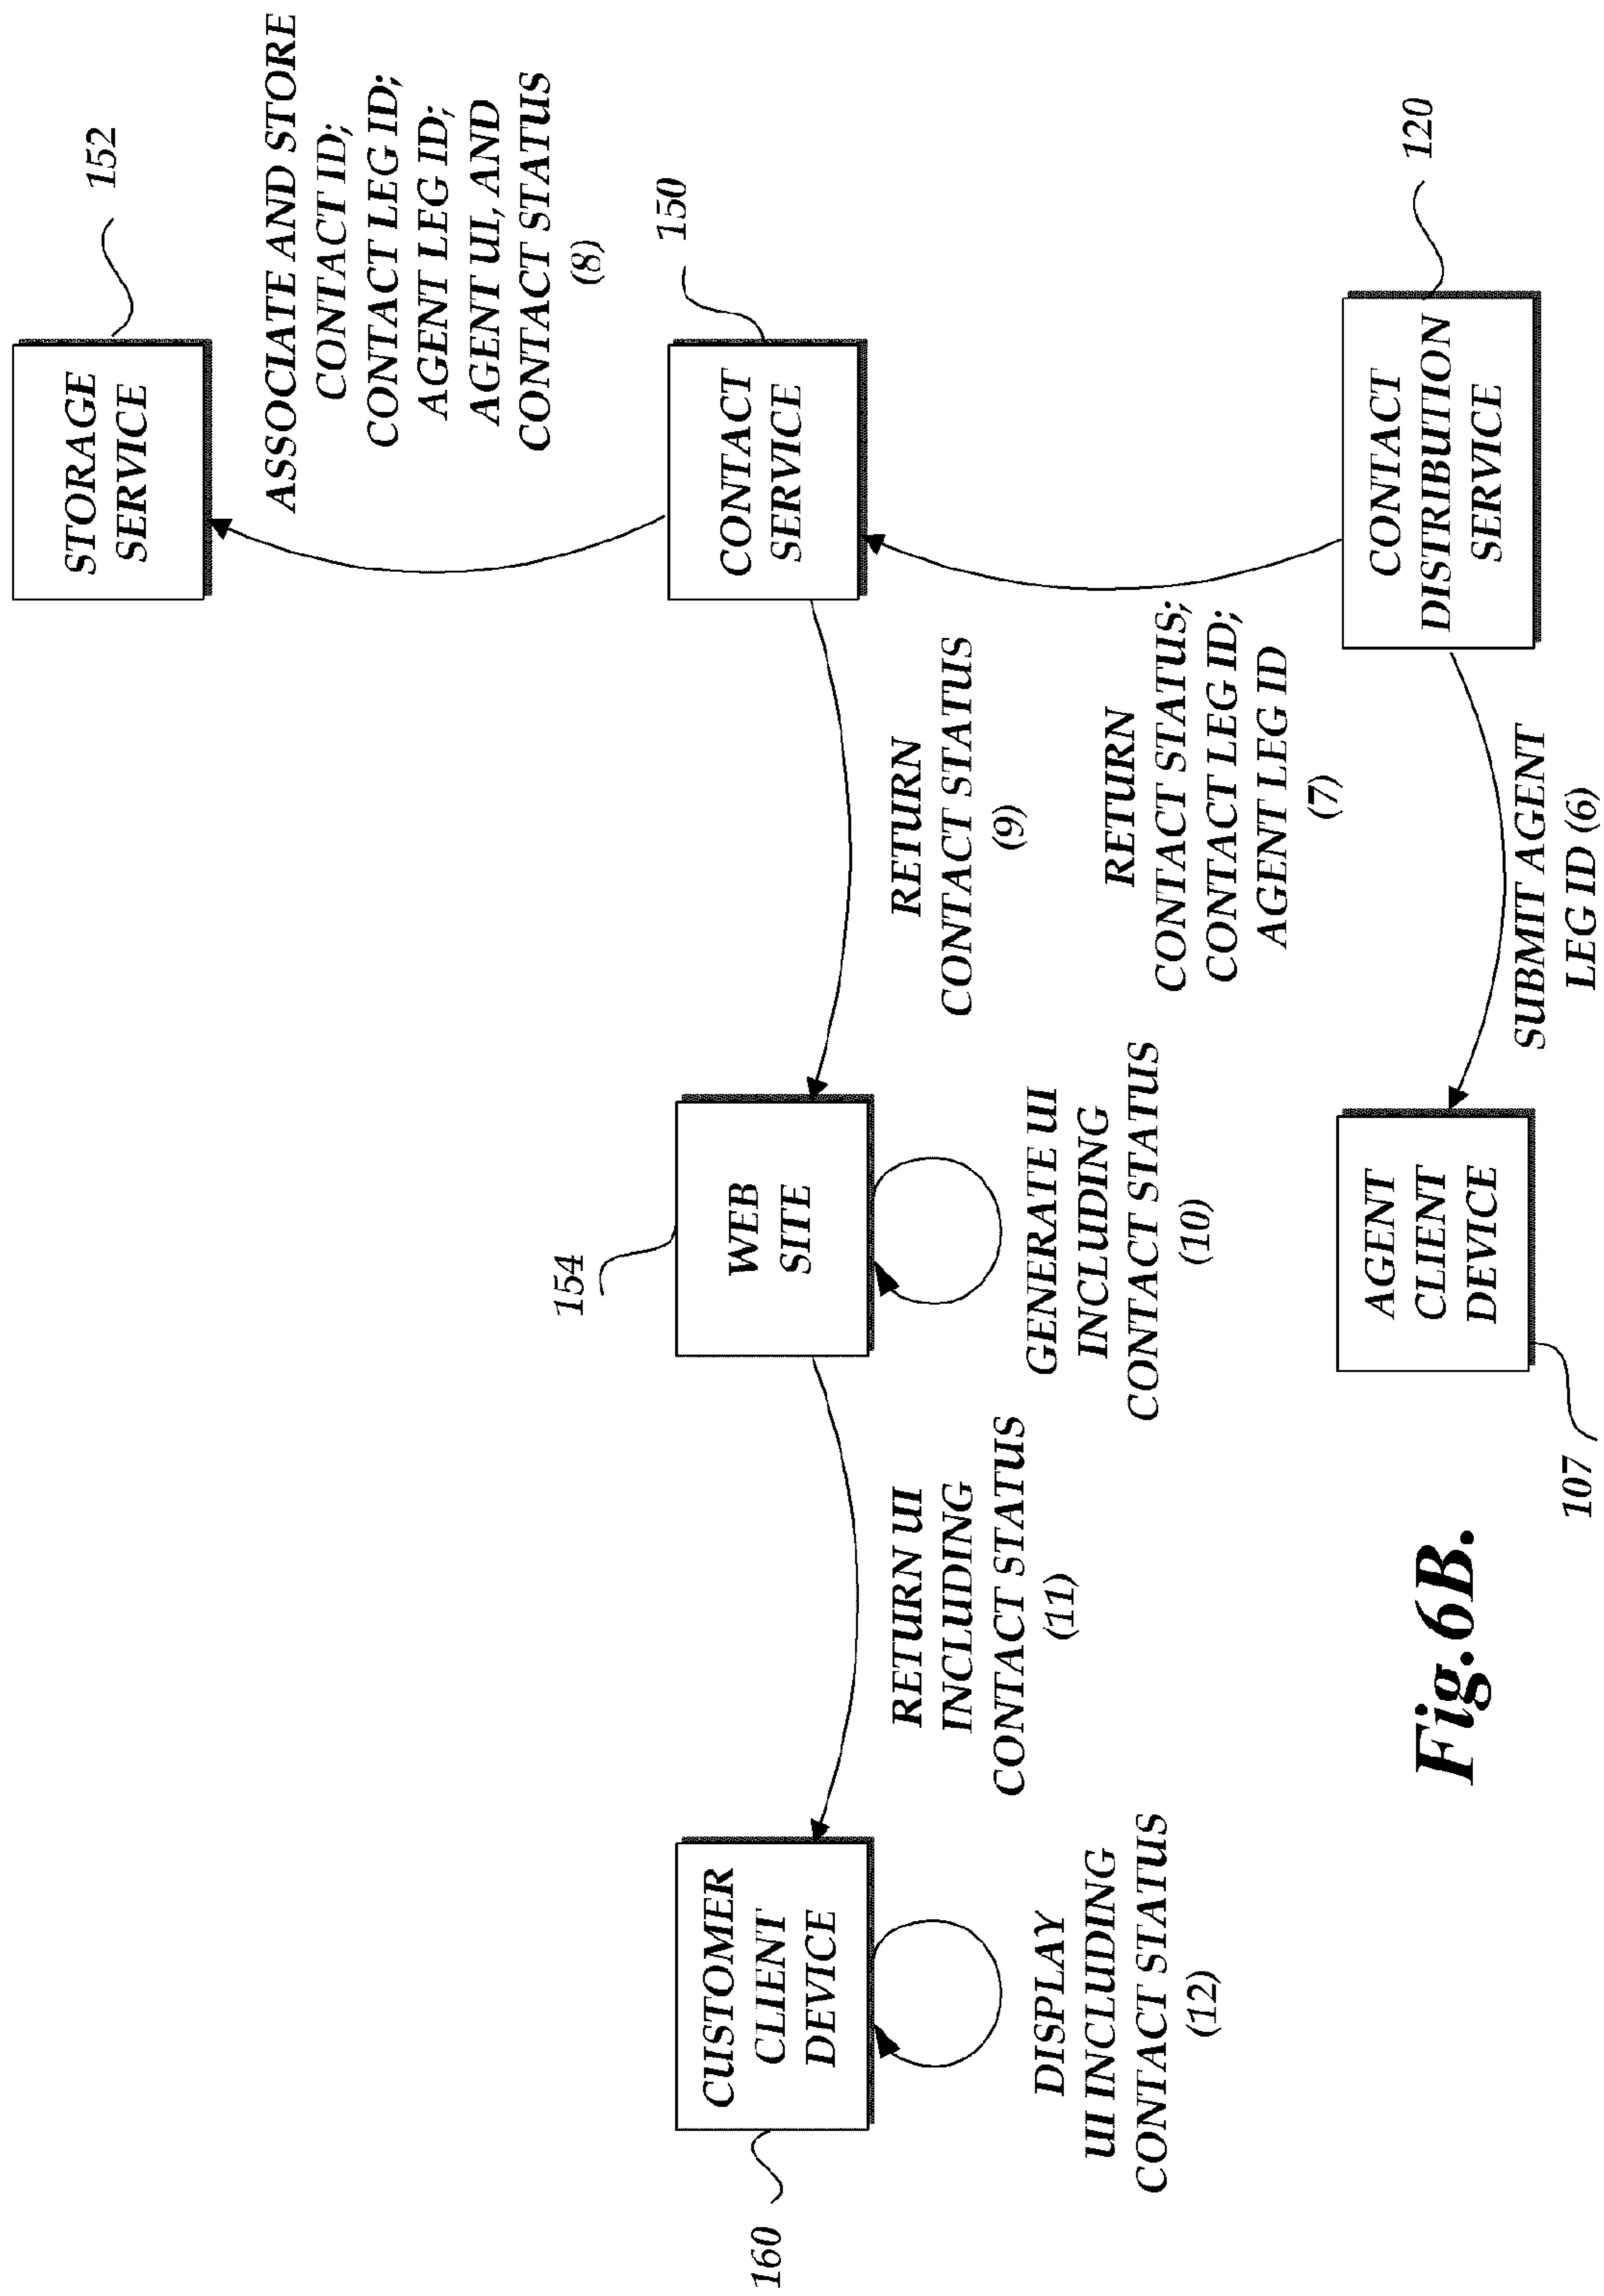 152
STORAGE
SERVICE
ASSOCIATE AND STORE
CONTACT ID;
CONTACT LEG ID;
AGENT LEG ID;
AGENT UI, AND
CONTACT STATUS
(8)
160
CUSTOMER
CLIENT
DEVICE
DISPLAY
UI INCLUDING
CONTACT STATUS
(12)
RETURN UI
INCLUDING
CONTACT STATUS
(11)
154
WEB
SITE
GENERATE UI
INCLUDING
CONTACT STATUS
(10)
RETURN
CONTACT STATUS
(9)
150
CONTACT
SERVICE
RETURN
CONTACT STATUS;
CONTACT LEG ID;
AGENT LEG ID
(7)
107
AGENT
CLIENT
DEVICE
SUBMIT AGENT
LEG ID (6)
120
CONTACT
DISTRIBUTION
SERVICE
Fig.6B.